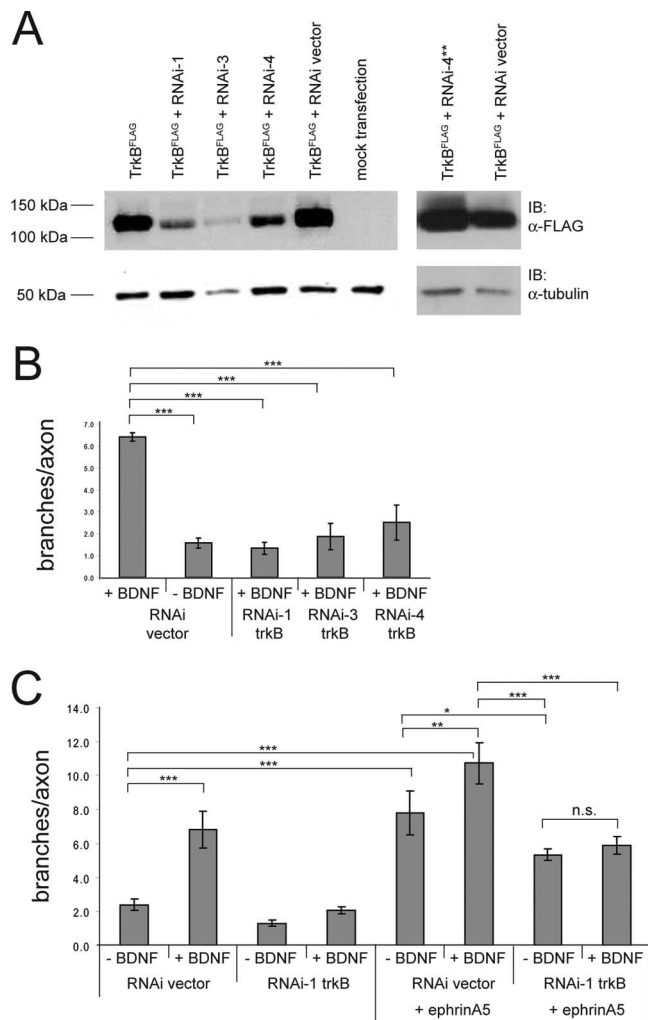 A
TrkBFLAG
TrkBFLAG + RNAi-1
TrkBFLAG + RNAi-3
TrkBFLAG + RNAi-4
TrkBFLAG + RNAi vector
mock transfection
TrkBFLAG + RNAi-4**
TrkBFLAG + RNAi vector
150 kDa
100 kDa
IB:
α-FLAG
50 kDa
IB:
α-tubulin
B
***
***
***
***
branches/axon
7.0
6.0
5.0
4.0
3.0
2.0
1.0
0.0
+ BDNF - BDNF + BDNF + BDNF + BDNF
RNAi vector
RNAi-1 trkB
RNAi-3 trkB
RNAi-4 trkB
C
***
***
*
**
***
***
***
n.s.
branches/axon
14.0
12.0
10.0
8.0
6.0
4.0
2.0
0.0
- BDNF + BDNF - BDNF + BDNF - BDNF + BDNF - BDNF + BDNF
RNAi vector RNAi-1 trkB RNAi vector RNAi-1 trkB
+ ephrinA5 + ephrinA5